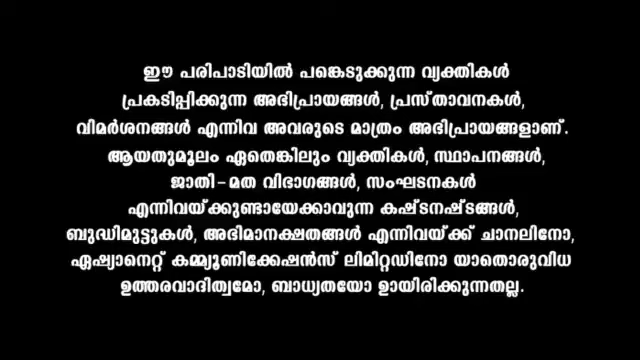 ഈ പരിപാടിയിൽ പങ്കെടുക്കുന്ന വ്യക്തികൾ
പ്രകടിപ്പിക്കുന്ന അഭിപ്രായങ്ങൾ, പ്രസ്താവനകൾ,
വിമർശനങ്ങൾ എന്നിവ അവരുടെ മാത്രം അഭിപ്രായങ്ങളാണ്.
ആയതുമൂലം ഏതെങ്കിലും വ്യക്തികൾ, സ്ഥാപനങ്ങൾ,
ജാതി - മത വിഭാഗങ്ങൾ, സംഘടനകൾ
എന്നിവയ്ക്കുണ്ടായേക്കാവുന്ന കഷ്ടനഷ്ടങ്ങൾ,
ബുഡിമുട്ടുകൾ, അഭിമാനക്ഷതങ്ങൾ എന്നിവയ്ക്ക് ചാനലിനോ,
ഏഷ്യാനെറ്റ് കമ്മ്യൂണിക്കേഷൻസ് ലിമിറ്റഡിനോ യാതൊരുവിധ
ഉത്തരവാദിത്വമോ, ബാധ്യതയോ ഉായിരിക്കുന്നതല്ല.